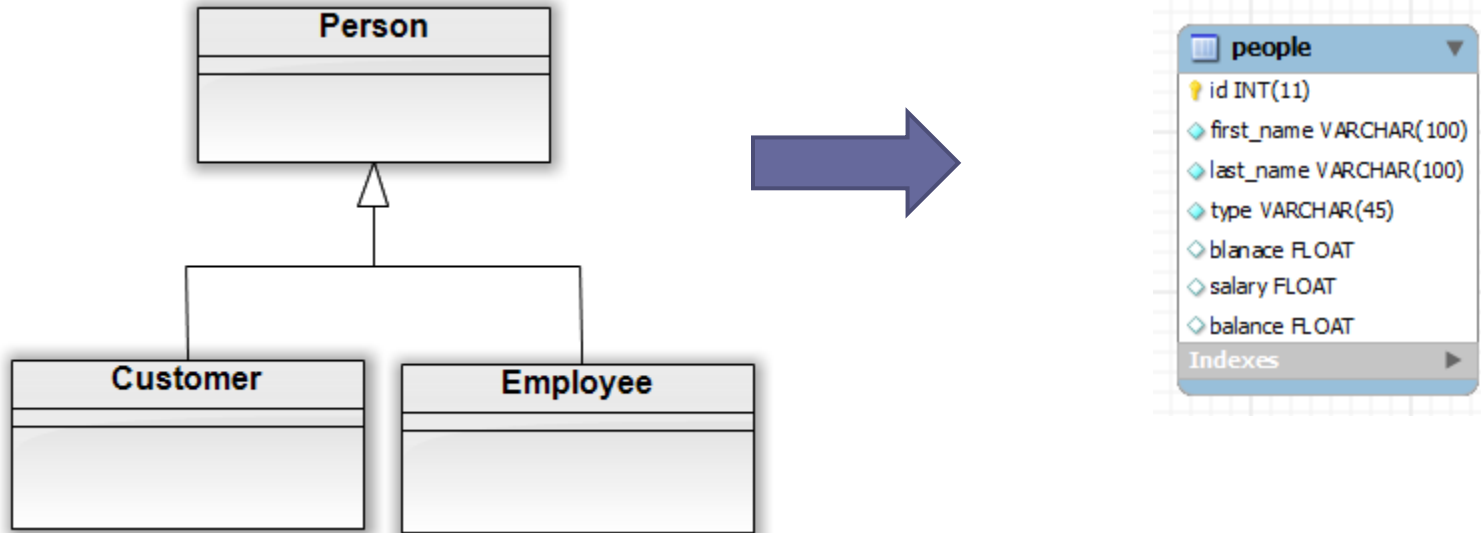 Person
Customer
Employee
people
id INT(11)
first_name VARCHAR(100)
last_name VARCHAR(100)
type VARCHAR(45)
blanace FLOAT
salary FLOAT
balance FLOAT
Indexes